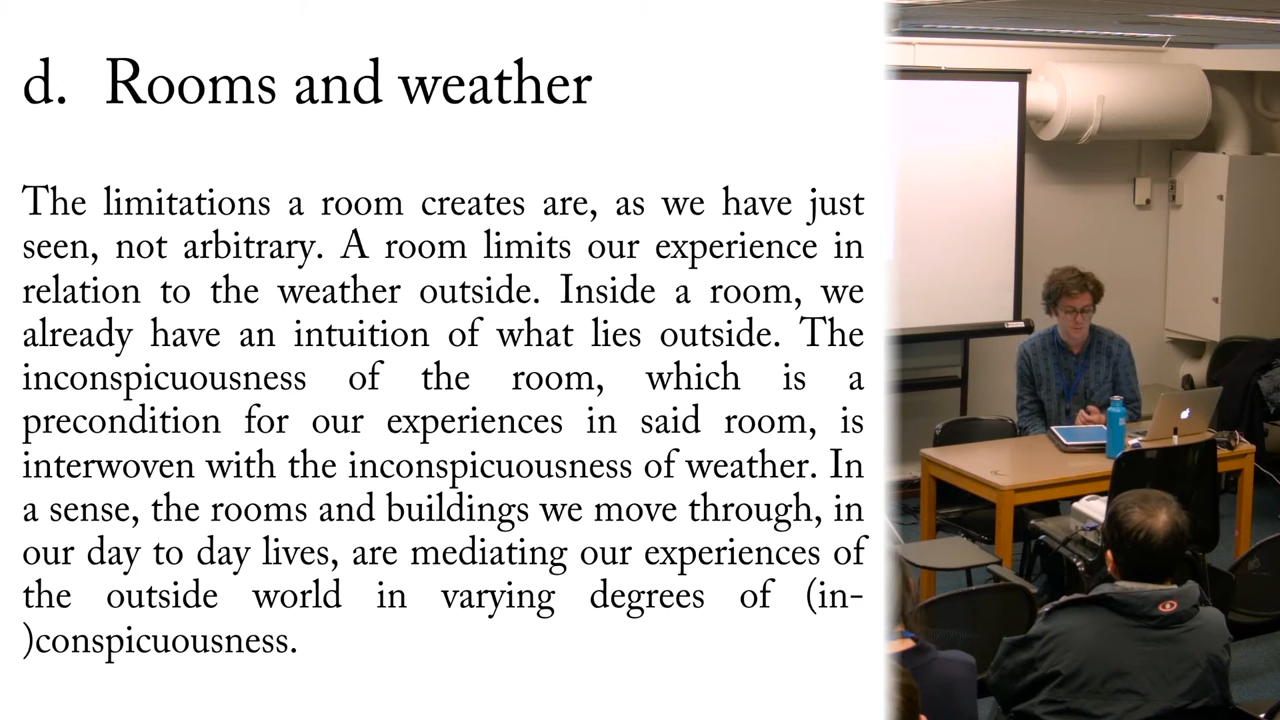 d. Rooms and weather
The limitations a room creates are, as we have just
seen, not arbitrary. A room limits our experience in
relation to the weather outside. Inside a room, we
already have an intuition of what lies outside. The
inconspicuousness of the room, which is a
precondition for our experiences in said room, is
interwoven with the inconspicuousness of weather. In
a sense, the rooms and buildings we move through, in
our day to day lives, are mediating our experiences of
the outside world in varying degrees of (in-
)conspicuousness.